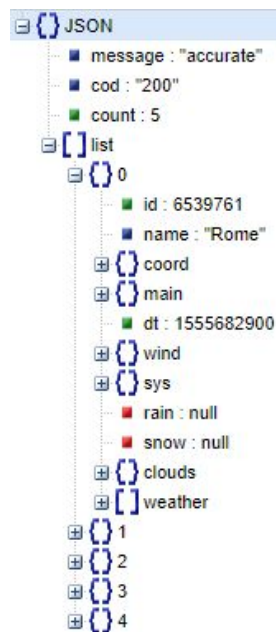 JSON
message : "accurate"
cod : "200"
count : 5
list
0
id : 6539761
name : "Rome"
coord
main
dt : 1555682900
wind
sys
rain : null
snow : null
clouds
weather
1
2
3
4